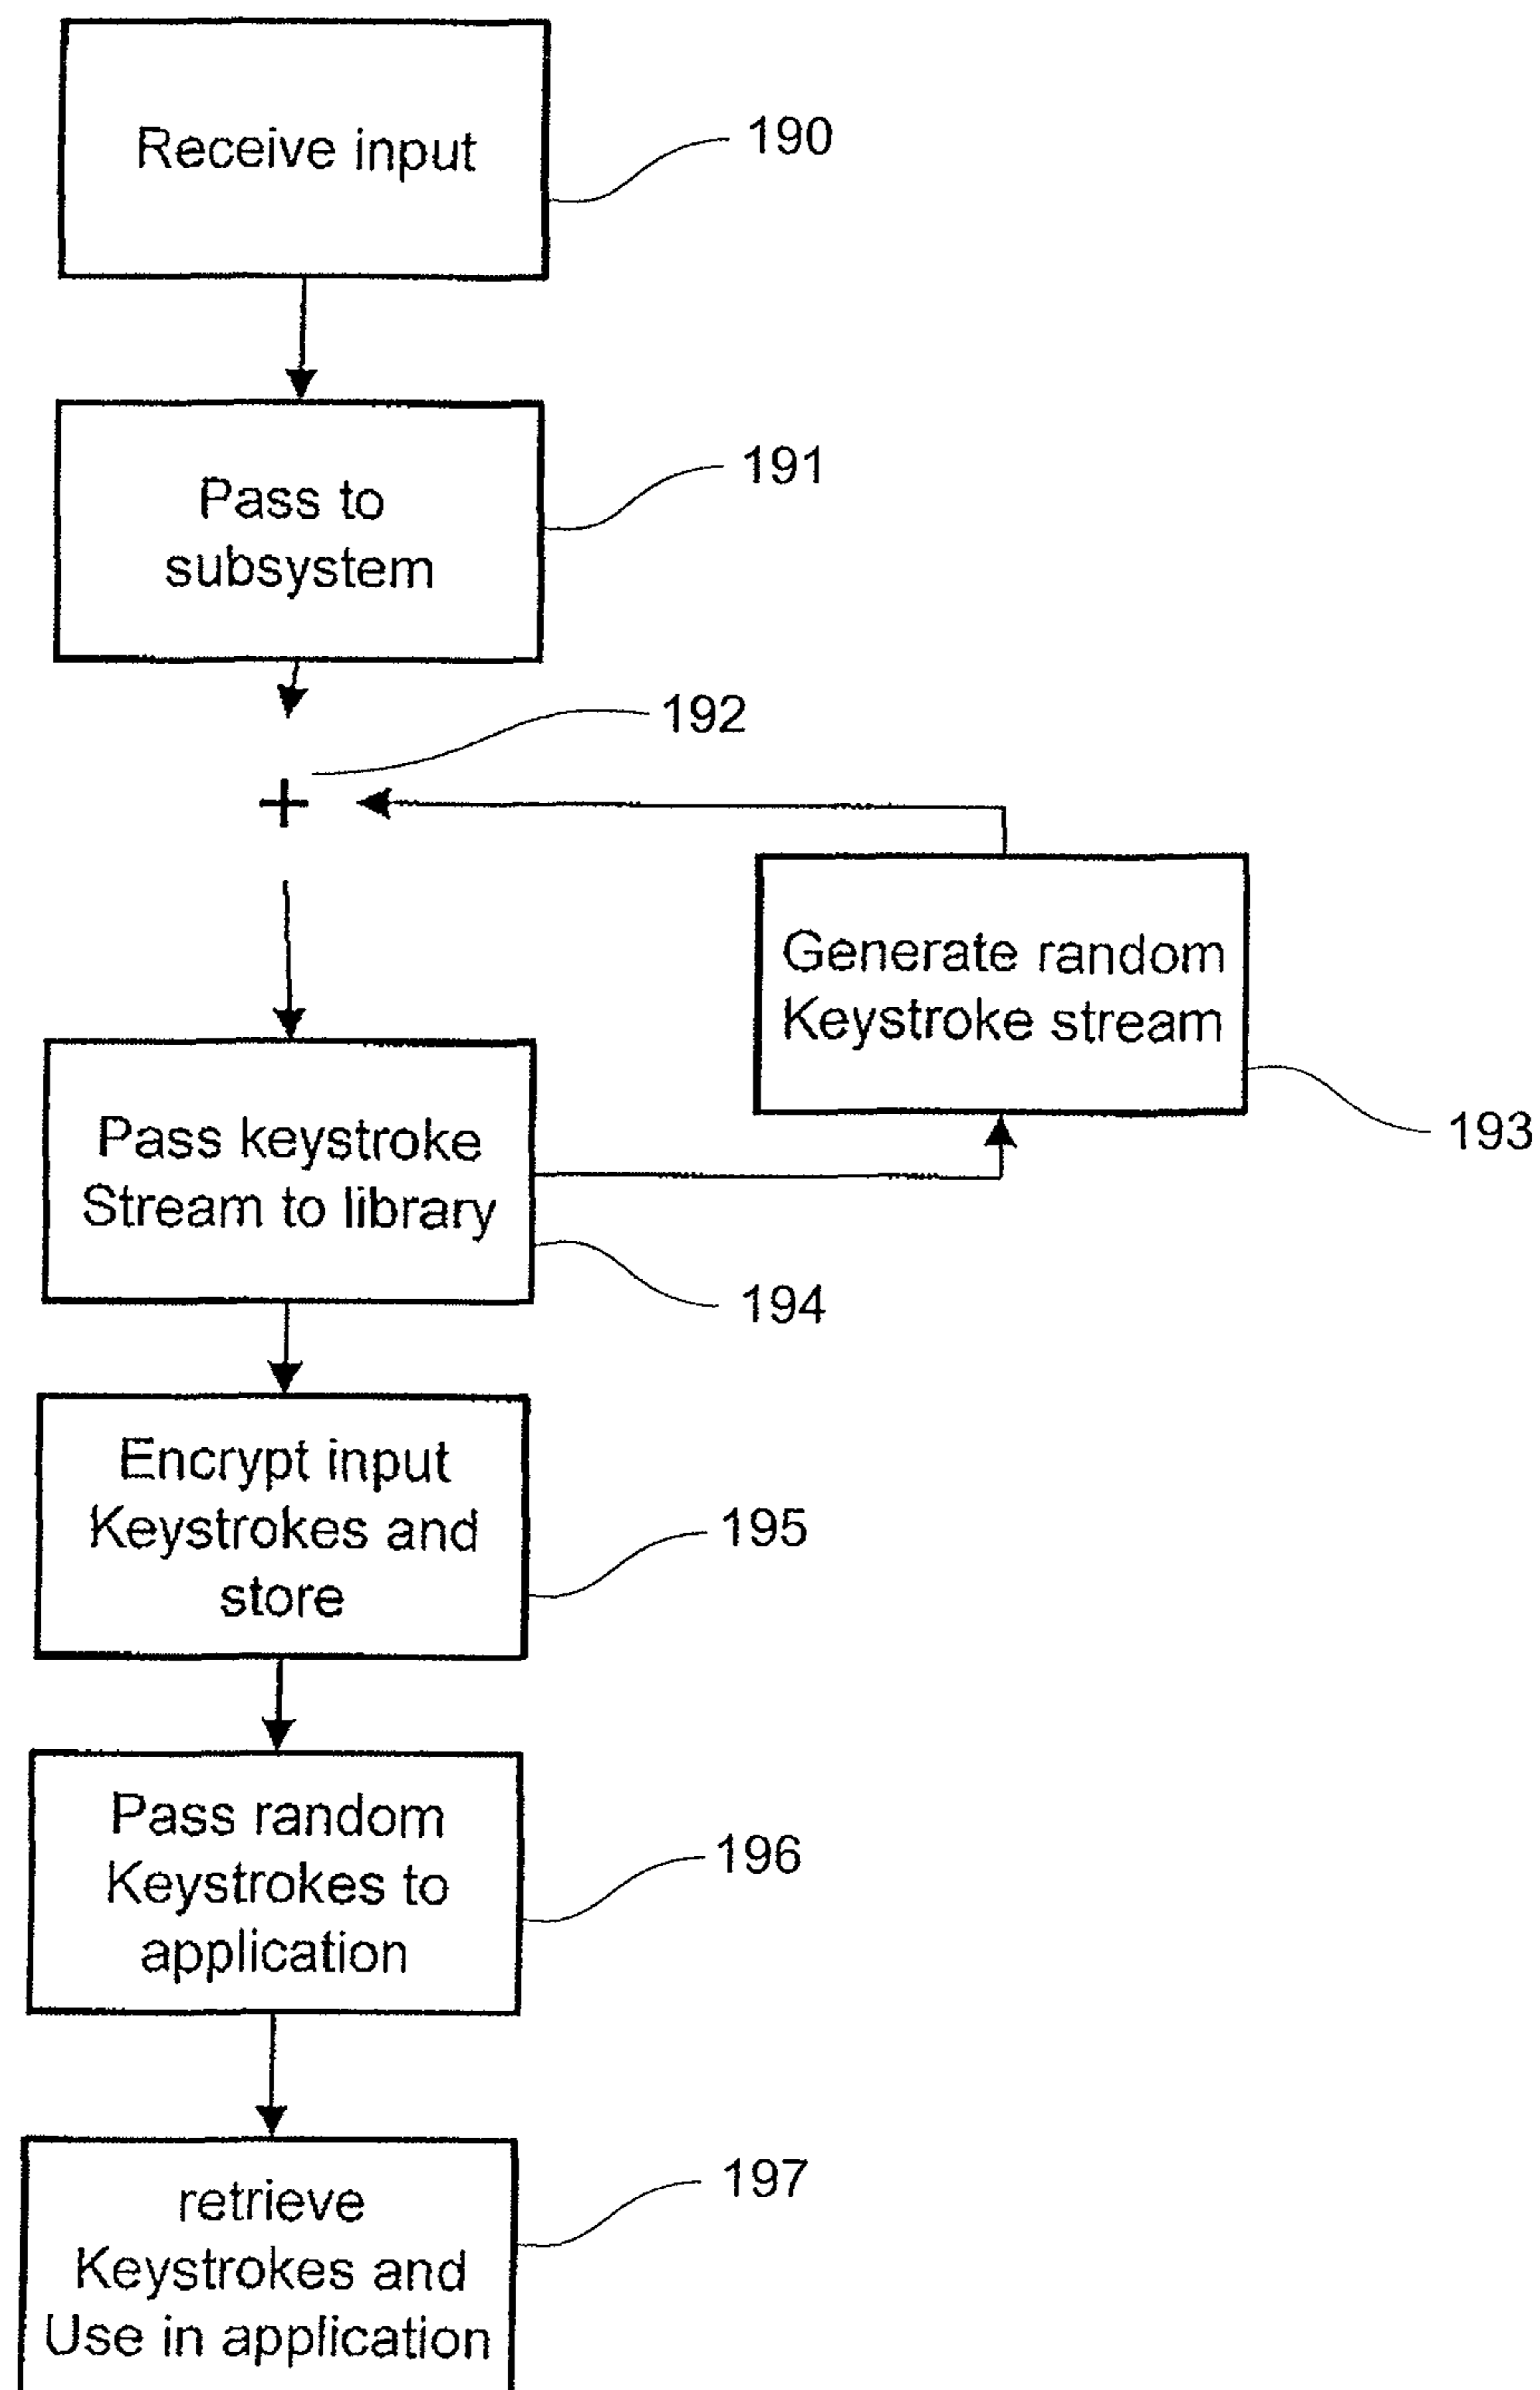 Receive input
190
Pass to
subsystem
191
192
+
Generate random
Keystroke stream
193
Pass keystroke
Stream to library
194
Encrypt input
Keystrokes and
store
195
Pass random
Keystrokes to
application
196
retrieve
Keystrokes and
Use in application
197